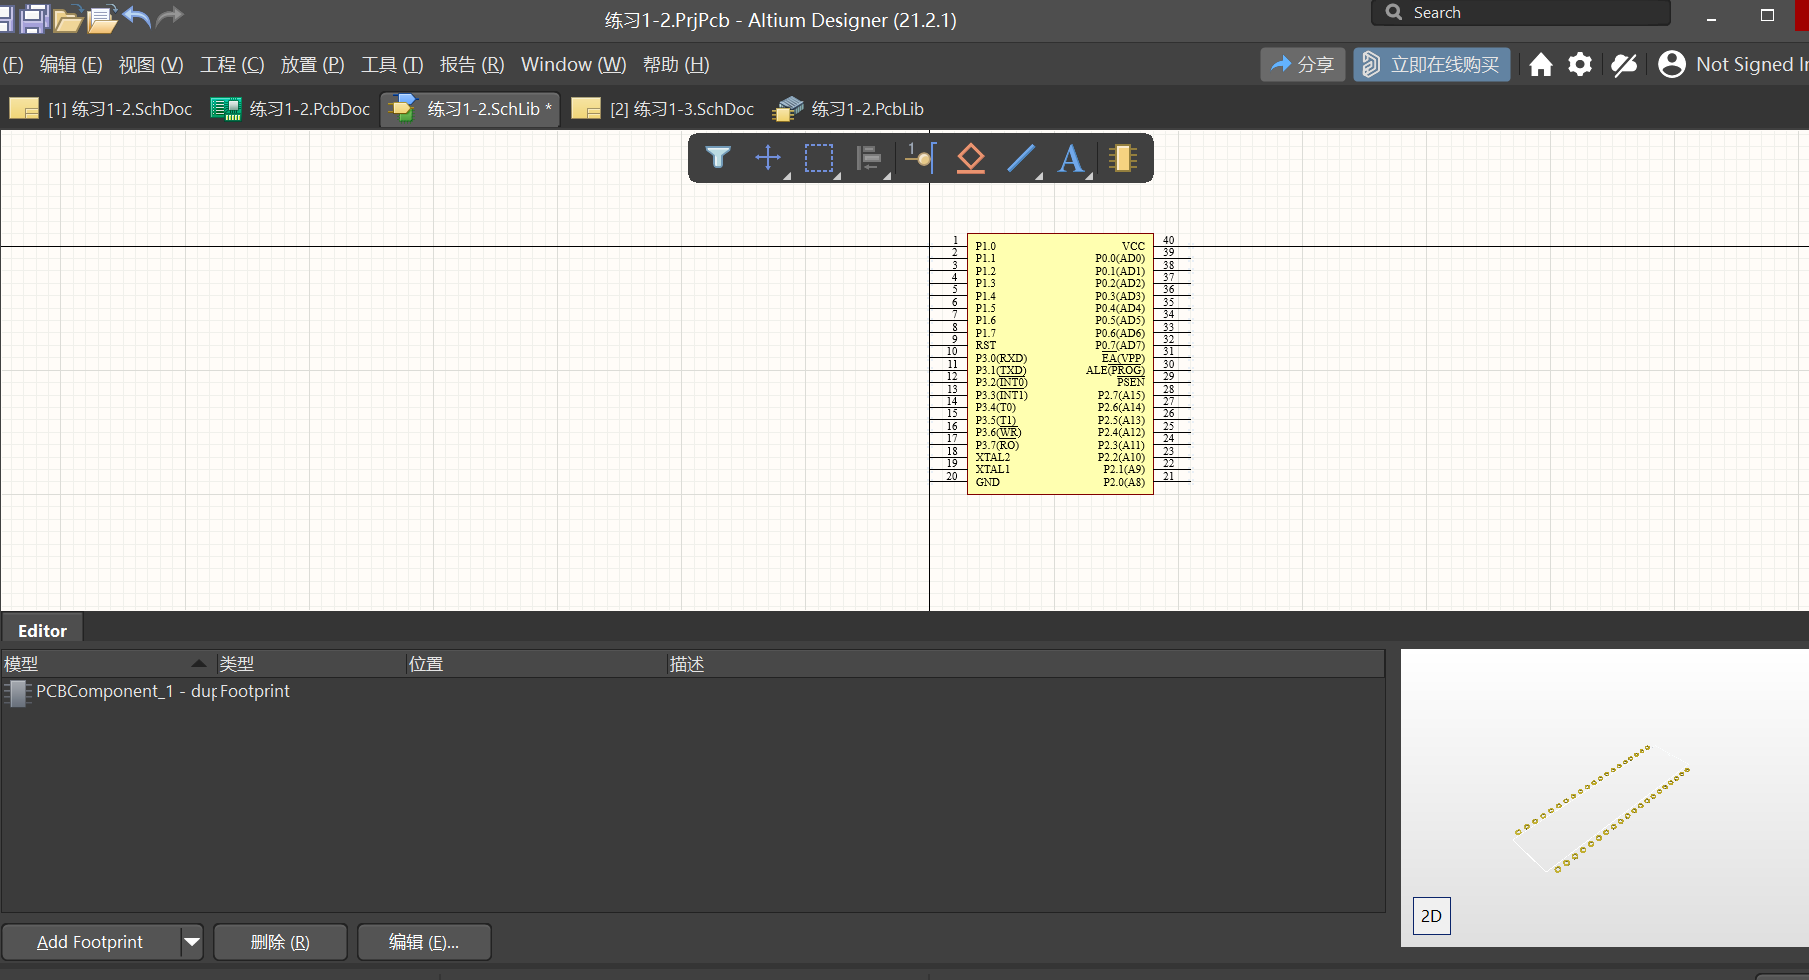 练习1-2.PrjPcb - Altium Designer (21.2.1)
Search
(F) 编辑 (E) 视图 (V) 工程 (C) 放置 (P) 工具 (T) 报告 (R) Window (W) 帮助 (H)
分享 立即在线购买 Not Signed In
[1] 练习1-2.SchDoc 练习1-2.PcbDoc 练习1-2.SchLib * [2] 练习1-3.SchDoc 练习1-2.PcbLib
1 P1.0 VCC 40
2 P1.1 P0.0(AD0) 39
3 P1.2 P0.1(AD1) 38
4 P1.3 P0.2(AD2) 37
5 P1.4 P0.3(AD3) 36
6 P1.5 P0.4(AD4) 35
7 P1.6 P0.5(AD5) 34
8 P1.7 P0.6(AD6) 33
9 RST P0.7(AD7) 32
10 P3.0(RXD) EA(VPP) 31
11 P3.1(TXD) ALE(PROG) 30
12 P3.2(INT0) PSEN 29
13 P3.3(INT1) P2.7(A15) 28
14 P3.4(T0) P2.6(A14) 27
15 P3.5(T1) P2.5(A13) 26
16 P3.6(WR) P2.4(A12) 25
17 P3.7(RO) P2.3(A11) 24
18 XTAL2 P2.2(A10) 23
19 XTAL1 P2.1(A9) 22
20 GND P2.0(A8) 21
Editor
模型 类型 位置 描述
PCBComponent_1 - dup Footprint
2D
Add Footprint 删除 (R) 编辑 (E)...